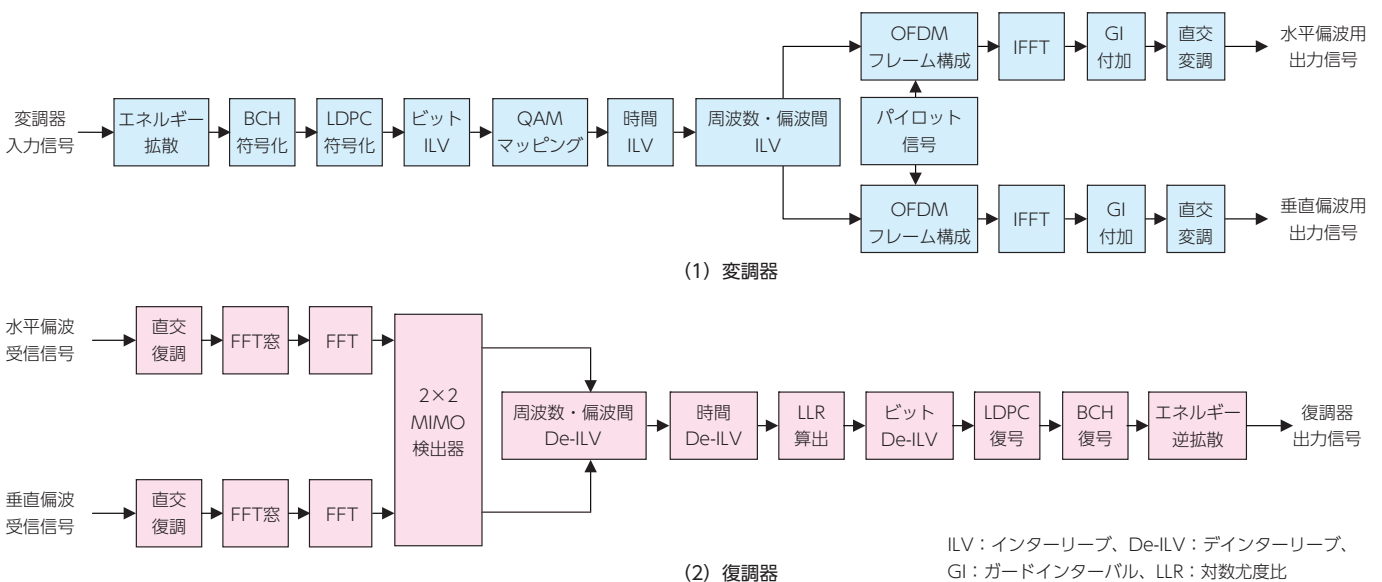 変調器
入力信号
エネルギー
拡散
BCH
符号化
LDPC
符号化
ビット
ILV
QAM
マッピング
時間
ILV
周波数・偏波間
ILV
OFDM
フレーム構成
IFFT
GI
付加
直交
変調
水平偏波用
出力信号
パイロット
信号
OFDM
フレーム構成
IFFT
GI
付加
直交
変調
垂直偏波用
出力信号
(1) 変調器
水平偏波
受信信号
直交
復調
FFT窓
FFT
垂直偏波
受信信号
直交
復調
FFT窓
FFT
2×2
MIMO
検出器
周波数・偏波間
De-ILV
時間
De-ILV
LLR
算出
ビット
De-ILV
LDPC
復号
BCH
復号
エネルギー
逆拡散
復調器
出力信号
(2) 復調器
ILV：インターリーブ、De-ILV：デインターリーブ、
GI：ガードインターバル、LLR：対数尤度比